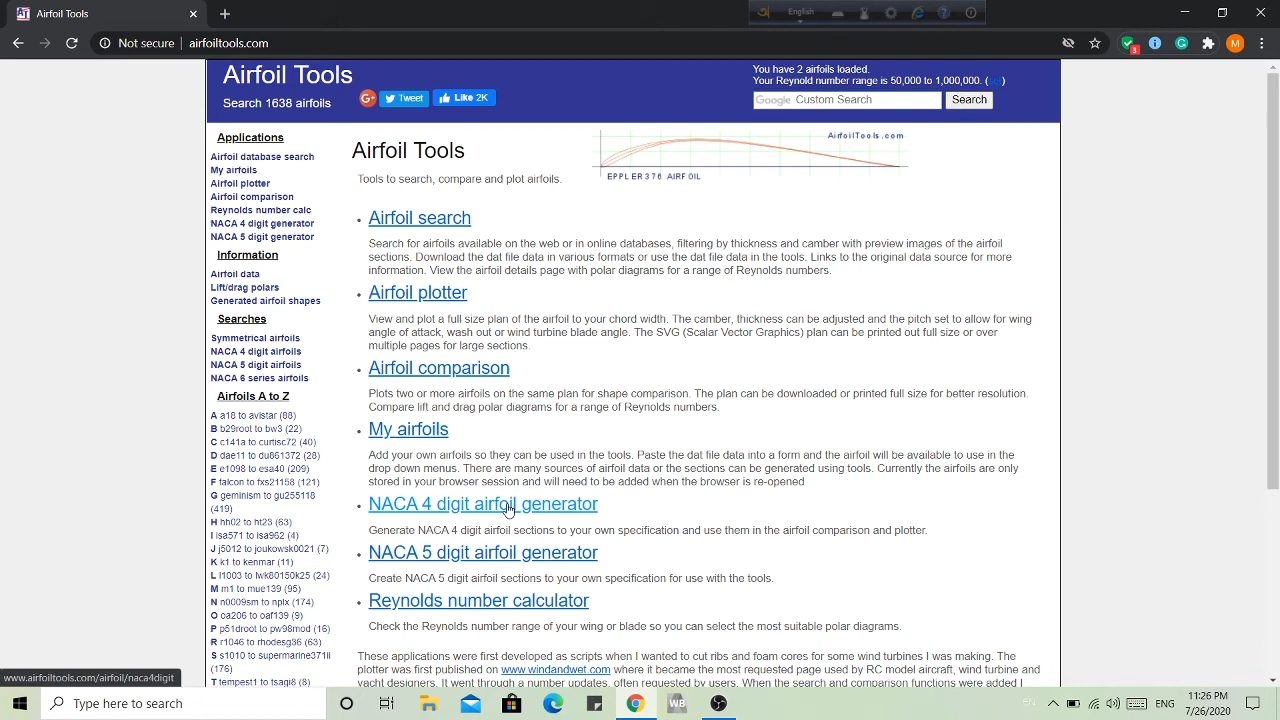 Airfoil Tools
English
Not secure
airfoiltools.com
3
M
Airfoil Tools
Search 1638 airfoils
G+
Tweet
Like 2K
You have 2 airfoils loaded.
Your Reynold number range is 50,000 to 1,000,000. (set)
Google Custom Search
Search
Applications
Airfoil database search
My airfoils
Airfoil plotter
Airfoil comparison
Reynolds number calc
NACA 4 digit generator
NACA 5 digit generator
Information
Airfoil data
Lift/drag polars
Generated airfoil shapes
Searches
Symmetrical airfoils
NACA 4 digit airfoils
NACA 5 digit airfoils
NACA 6 series airfoils
Airfoils A to Z
A a18 to avistar (88)
B b29root to bw3 (22)
C c141a to curtisc72 (40)
D dae11 to du861372 (28)
E e1098 to esa40 (209)
F falcon to fxs21158 (121)
G geminism to gu255118
(419)
H hh02 to ht23 (63)
I isa571 to isa962 (4)
J j5012 to joukowsk0021 (7)
K k1 to kenmar (11)
L l1003 to lwk80150k25 (24)
M m1 to mue139 (95)
N n0009sm to nplx (174)
O oa206 to oaf139 (9)
P p51droot to pw98mod (16)
R r1046 to rhodesg36 (63)
S s1010 to supermarine371ii
(176)
T tempest1 to tsagi8 (8)
Airfoil Tools
AirfoilTools.com
EPPLER 376 AIRFOIL
Tools to search, compare and plot airfoils.
Airfoil search
Search for airfoils available on the web or in online databases, filtering by thickness and camber with preview images of the airfoil
sections. Download the dat file data in various formats or use the dat file data in the tools. Links to the original data source for more
information. View the airfoil details page with polar diagrams for a range of Reynolds numbers.
Airfoil plotter
View and plot a full size plan of the airfoil to your chord width. The camber, thickness can be adjusted and the pitch set to allow for wing
angle of attack, wash out or wind turbine blade angle. The SVG (Scalar Vector Graphics) plan can be printed out full size or over
multiple pages for large sections.
Airfoil comparison
Plots two or more airfoils on the same plan for shape comparison. The plan can be downloaded or printed full size for better resolution.
Compare lift and drag polar diagrams for a range of Reynolds numbers.
My airfoils
Add your own airfoils so they can be used in the tools. Paste the dat file data into a form and the airfoil will be available to use in the
drop down menus. There are many sources of airfoil data or the sections can be generated using tools. Currently the airfoils are only
stored in your browser session and will need to be added when the browser is re-opened
NACA 4 digit airfoil generator
Generate NACA 4 digit airfoil sections to your own specification and use them in the airfoil comparison and plotter.
NACA 5 digit airfoil generator
Create NACA 5 digit airfoil sections to your own specification for use with the tools.
Reynolds number calculator
Check the Reynolds number range of your wing or blade so you can select the most suitable polar diagrams.
These applications were first developed as scripts when I wanted to cut ribs and foam cores for some wind turbines I was making. The
plotter was first published on www.windandwet.com where it became the most requested page used by RC model aircraft, wind turbine and
yacht designers. It went through a number updates, often requested by users. When the search and comparison functions were added I
www.airfoiltools.com/airfoil/naca4digit
Type here to search
WB
EN
ENG
11:26 PM
7/26/2020